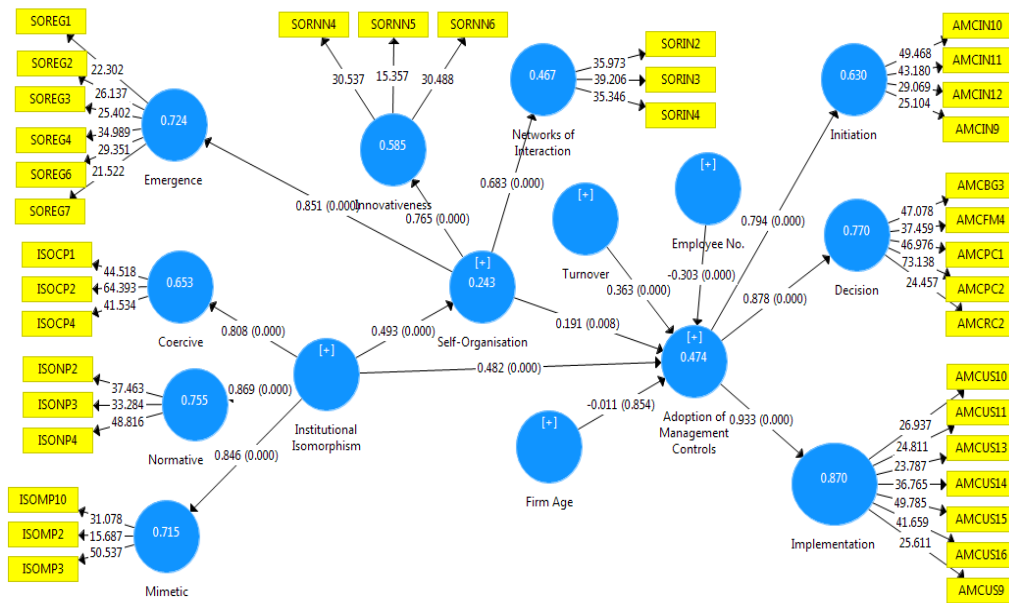 SOREG1
SOREG2
SOREG3
SOREG4
SOREG6
SOREG7
22.302
26.137
25.402
34.989
29.351
21.522
0.724
Emergence
SORNN4
SORNN5
SORNN6
30.537
15.357
30.488
0.585
Innovativeness
0.467
Networks of
Interaction
35.973
39.206
35.346
SORIN2
SORIN3
SORIN4
0.630
Initiation
49.468
43.180
29.069
25.104
AMCIN10
AMCIN11
AMCIN12
AMCIN9
0.851 (0.000)
0.765 (0.000)
0.683 (0.000)
[+]
Turnover
[+]
Employee No.
0.794 (0.000)
-0.303 (0.000)
0.363 (0.000)
0.770
Decision
47.078
37.459
46.976
73.138
24.457
AMCBG3
AMCFM4
AMCPC1
AMCPC2
AMCRC2
ISOCP1
ISOCP2
ISOCP4
44.518
64.393
41.534
0.653
Coercive
0.808 (0.000)
[+]
0.243
Self-Organisation
0.493 (0.000)
0.191 (0.008)
0.878 (0.000)
ISONP2
ISONP3
ISONP4
37.463
33.284
48.816
0.755
Normative
0.869 (0.000)
[+]
Institutional
Isomorphism
0.482 (0.000)
[+]
0.474
Adoption of
Management
Controls
-0.011 (0.854)
[+]
Firm Age
0.933 (0.000)
0.846 (0.000)
ISOMP10
ISOMP2
ISOMP3
31.078
15.687
50.537
0.715
Mimetic
0.870
Implementation
26.937
24.811
23.787
36.765
49.785
41.659
25.611
AMCUS10
AMCUS11
AMCUS13
AMCUS14
AMCUS15
AMCUS16
AMCUS9